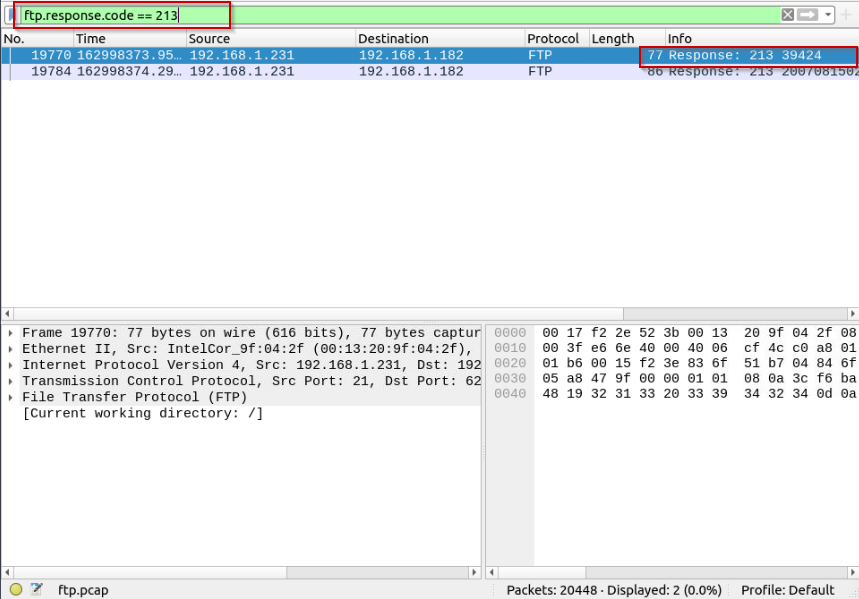 ftp.response.code == 213
No. Time Source Destination Protocol Length Info
19770 162998373.95… 192.168.1.231 192.168.1.182 FTP 77 Response: 213 39424
19784 162998374.29… 192.168.1.231 192.168.1.182 FTP 86 Response: 213 2007081502
Frame 19770: 77 bytes on wire (616 bits), 77 bytes captur
Ethernet II, Src: IntelCor_9f:04:2f (00:13:20:9f:04:2f),
Internet Protocol Version 4, Src: 192.168.1.231, Dst: 192
Transmission Control Protocol, Src Port: 21, Dst Port: 62
File Transfer Protocol (FTP)
[Current working directory: /]
0000 00 17 f2 2e 52 3b 00 13 20 9f 04 2f 08
0010 00 3f e6 6e 40 00 40 06 cf 4c c0 a8 01
0020 01 b6 00 15 f2 3e 83 6f 51 b7 04 84 6f
0030 05 a8 47 9f 00 00 01 01 08 0a 3c f6 ba
0040 48 19 32 31 33 20 33 39 34 32 34 0d 0a
ftp.pcap Packets: 20448 · Displayed: 2 (0.0%) Profile: Default